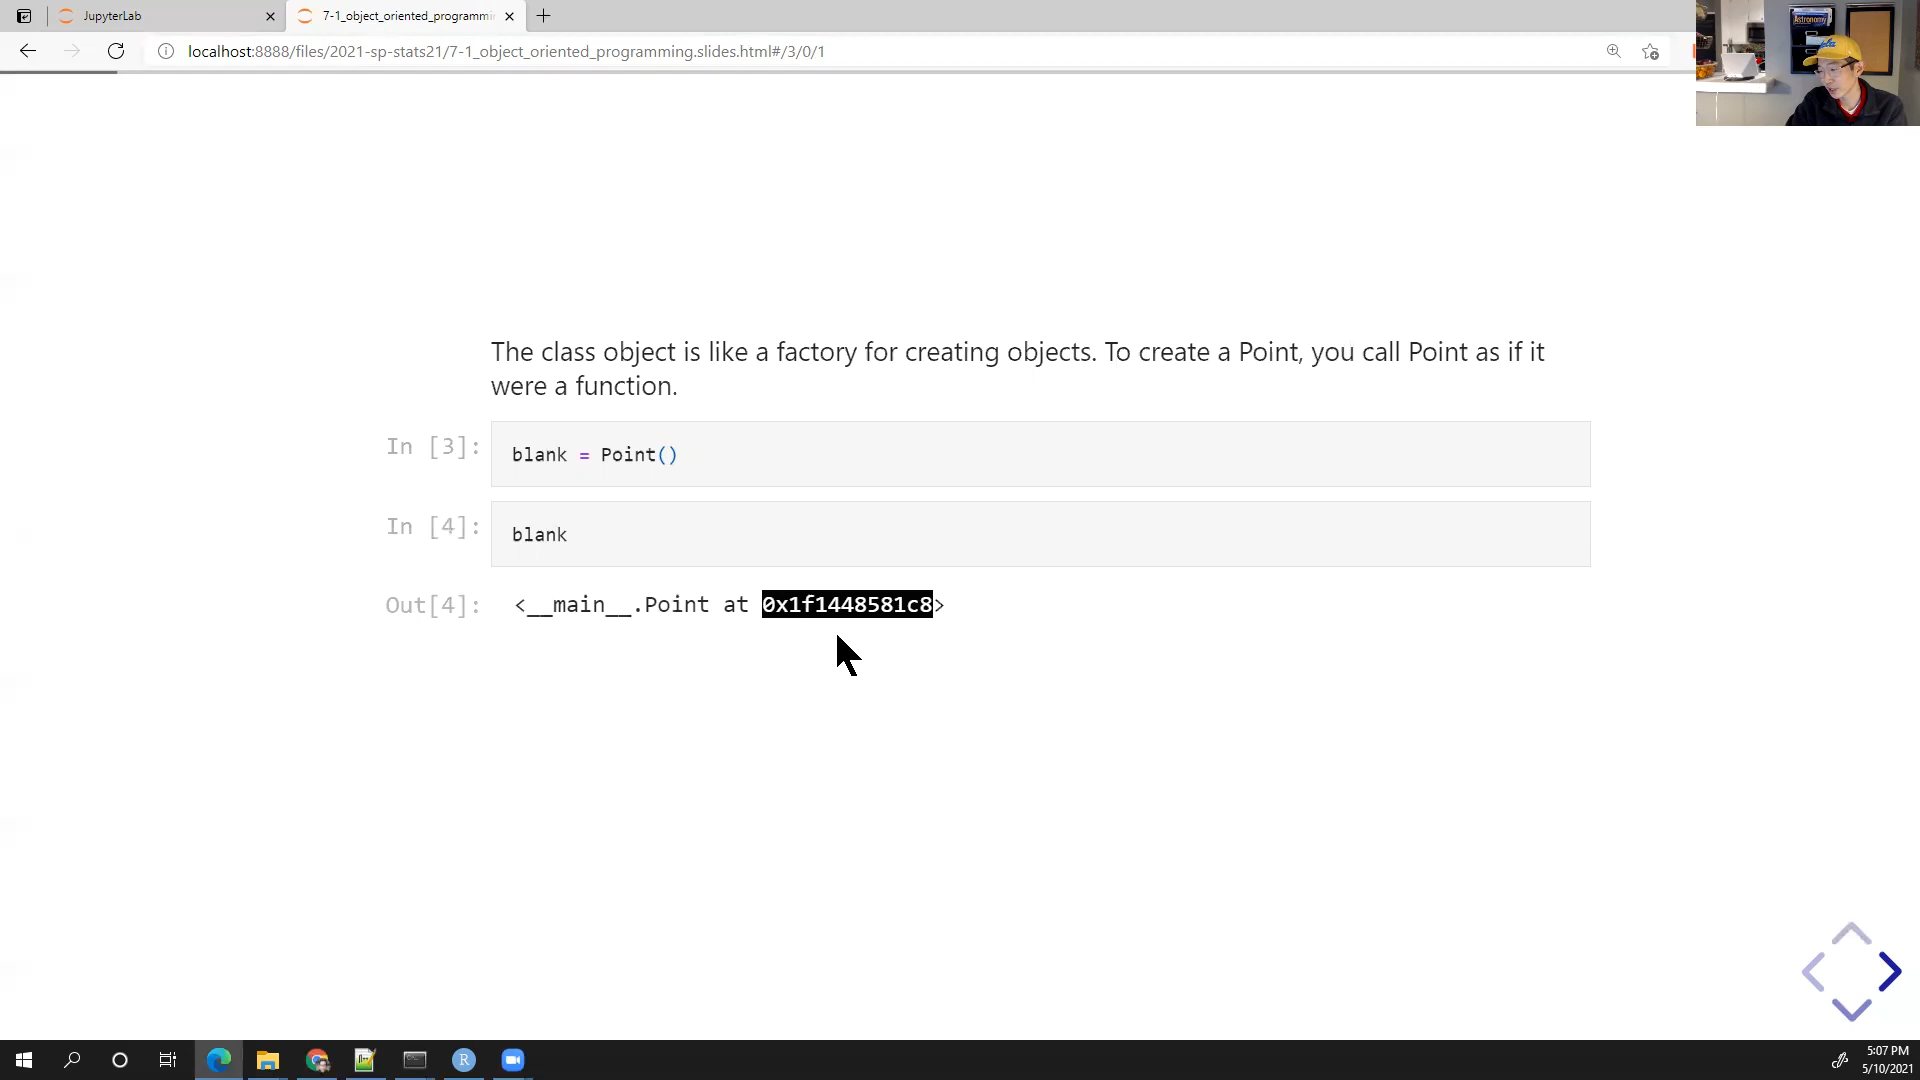 JupyterLab
7-1_object_oriented_programmin
localhost:8888/files/2021-sp-stats21/7-1_object_oriented_programming.slides.html#/3/0/1
Astronomy
The class object is like a factory for creating objects. To create a Point, you call Point as if it
were a function.
In [3]:
blank = Point()
In [4]:
blank
Out[4]:
<__main__.Point at 0x1f1448581c8>
R
5:07 PM
5/10/2021